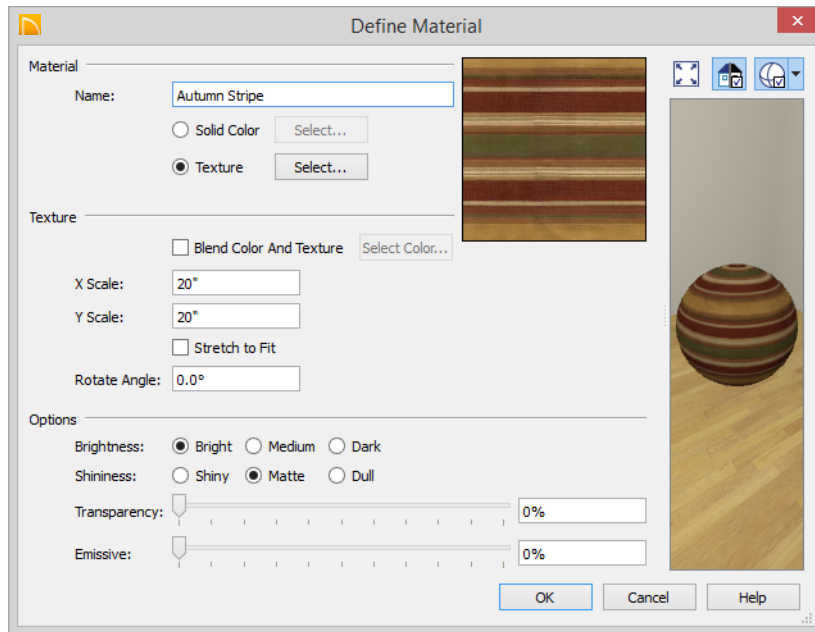 Define Material
Material
Name: Autumn Stripe
Solid Color Select...
Texture Select...
Texture
Blend Color And Texture Select Color...
X Scale: 20"
Y Scale: 20"
Stretch to Fit
Rotate Angle: 0.0°
Options
Brightness: Bright Medium Dark
Shininess: Shiny Matte Dull
Transparency: 0%
Emissive: 0%
OK Cancel Help